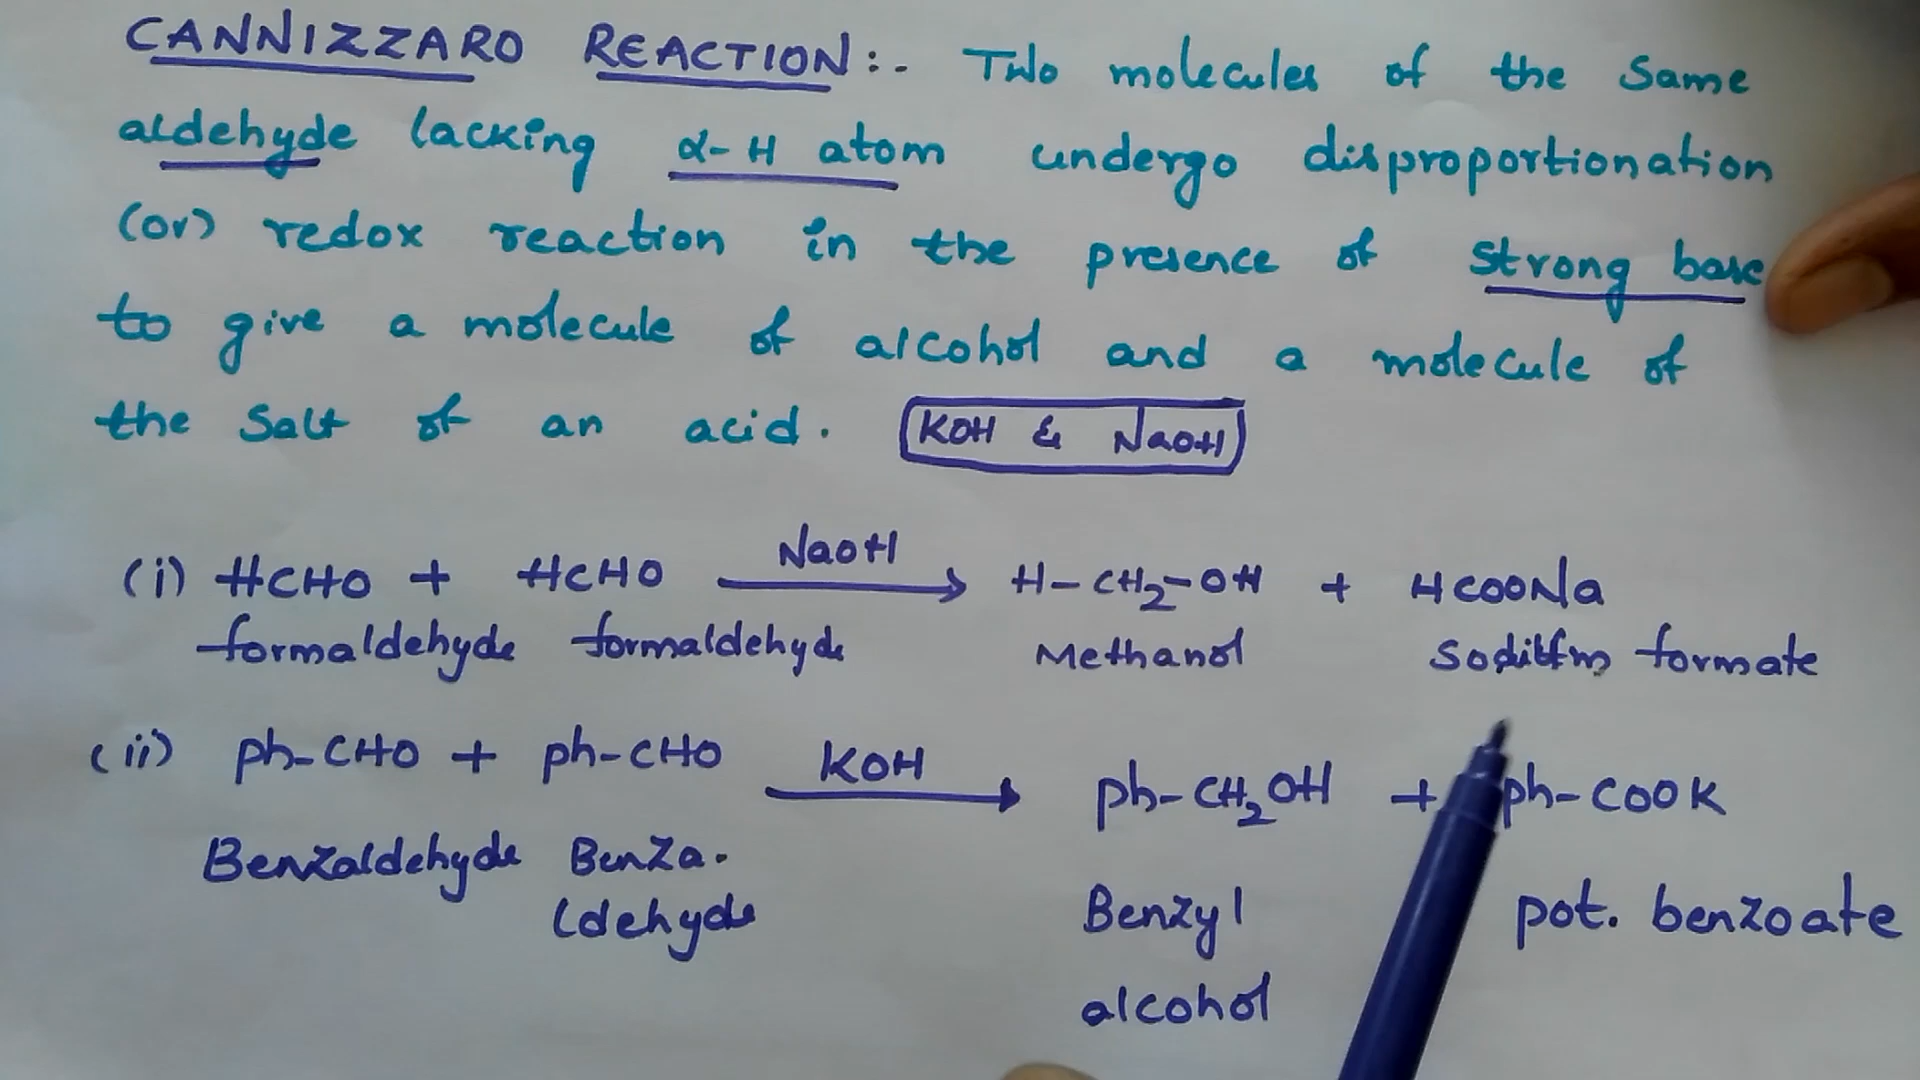 CANNIZZARO REACTION:- Two molecules of the same
aldehyde lacking α-H atom undergo disproportionation
(or) redox reaction in the presence of strong base
to give a molecule of alcohol and a molecule of
the salt of an acid. KOH & NaOH
NaOH
(i) HCHO + HCHO → H-CH₂-OH + HCOONa
formaldehyde formaldehyde Methanol formate
KOH
(ii) ph-CHO + ph-CHO → ph-CH₂OH + ph-COOK
Benzaldehyde Benza- Benzyl pot. benzoate
ldehyde alcohol